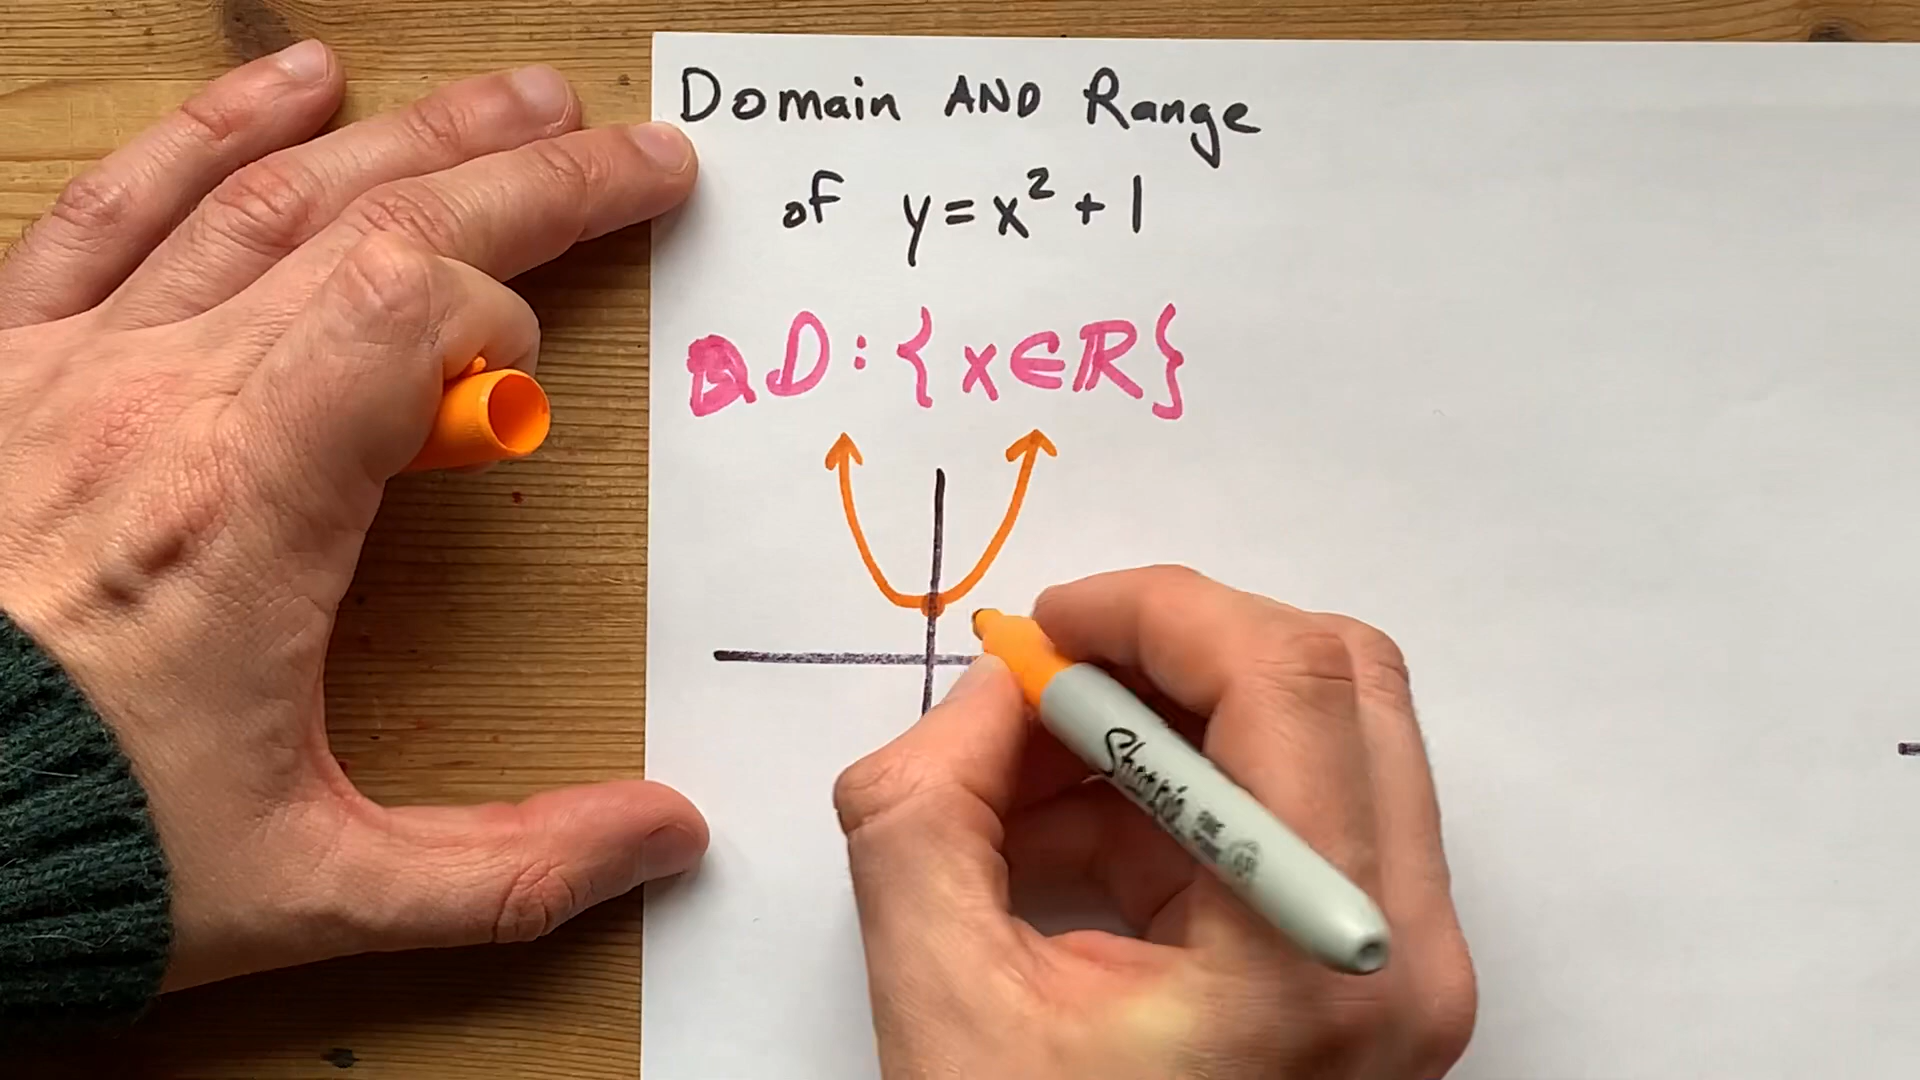 Domain AND Range
of y = x² + 1
D : { x ∈ ℝ }
Sharpie